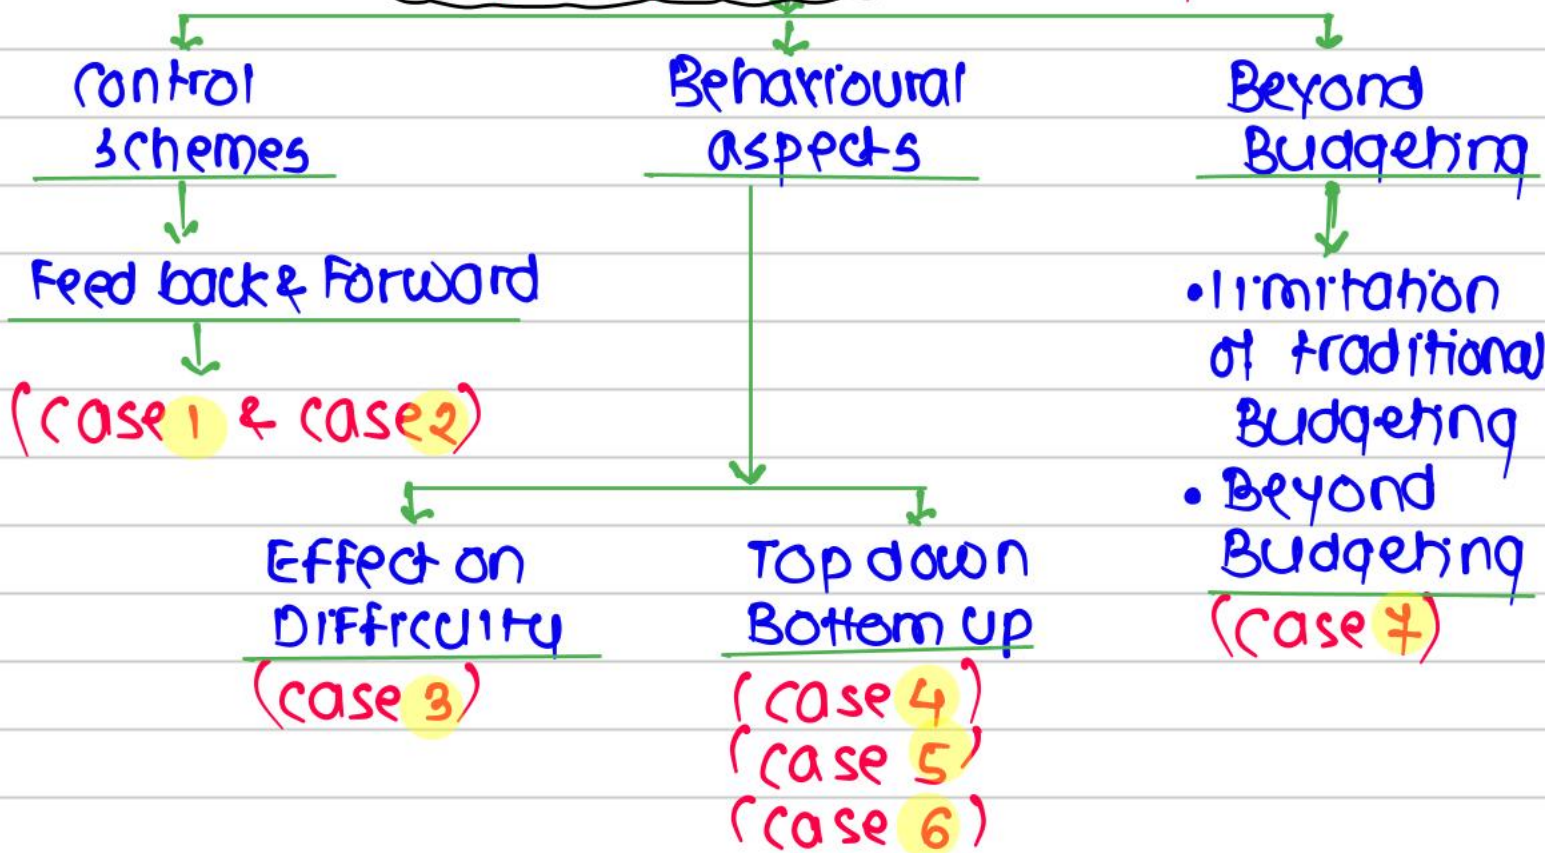 Control
schemes
Feed back & Forward
(case 1 & case 2)
Behavioural
aspects
Effect on
Difficulty
(case 3)
Top down
Bottom up
(case 4)
(case 5)
(case 6)
Beyond
Budgeting
• limitation
of traditional
Budgeting
• Beyond
Budgeting
(case 7)